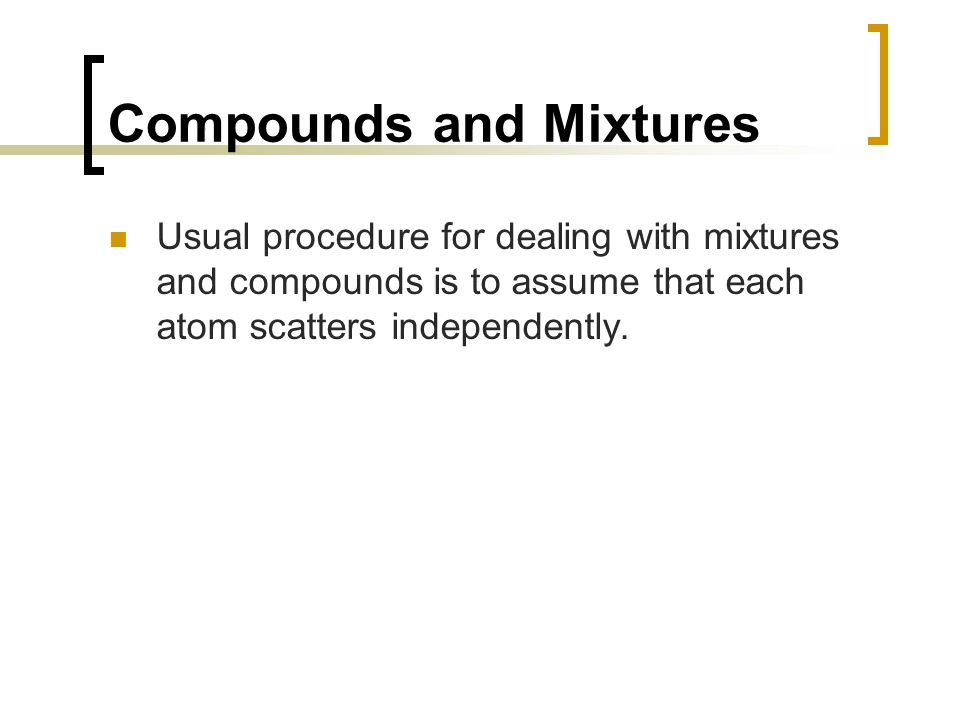 Compounds and Mixtures
Usual procedure for dealing with mixtures
and compounds is to assume that each
atom scatters independently.